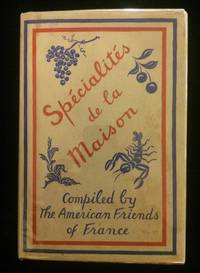 Spécialités
de la
Maison
Compiled by
The American Friends
of France